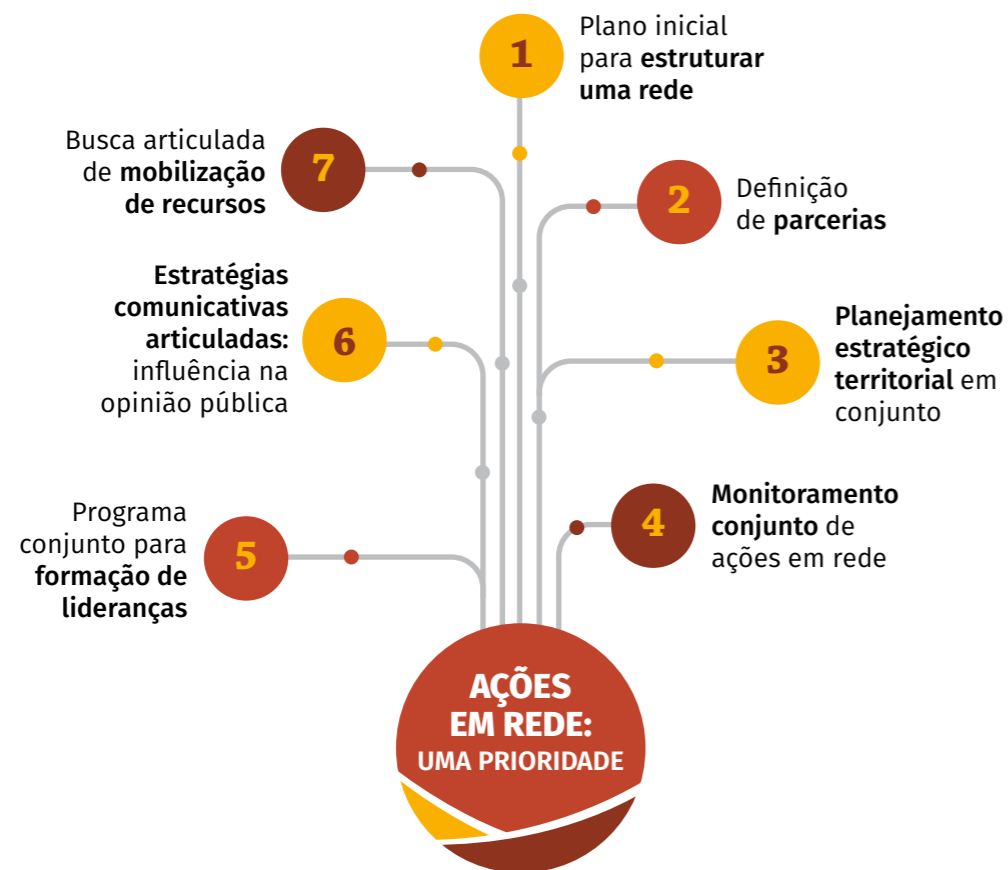 1
Plano inicial
para estruturar
uma rede
2
Definição
de parcerias
3
Planejamento
estratégico
territorial em
conjunto
4
Monitoramento
conjunto de
ações em rede
5
Programa
conjunto para
formação de
lideranças
6
Estratégias
comunicativas
articuladas:
influência na
opinião pública
7
Busca articulada
de mobilização
de recursos
AÇÕES
EM REDE:
UMA PRIORIDADE